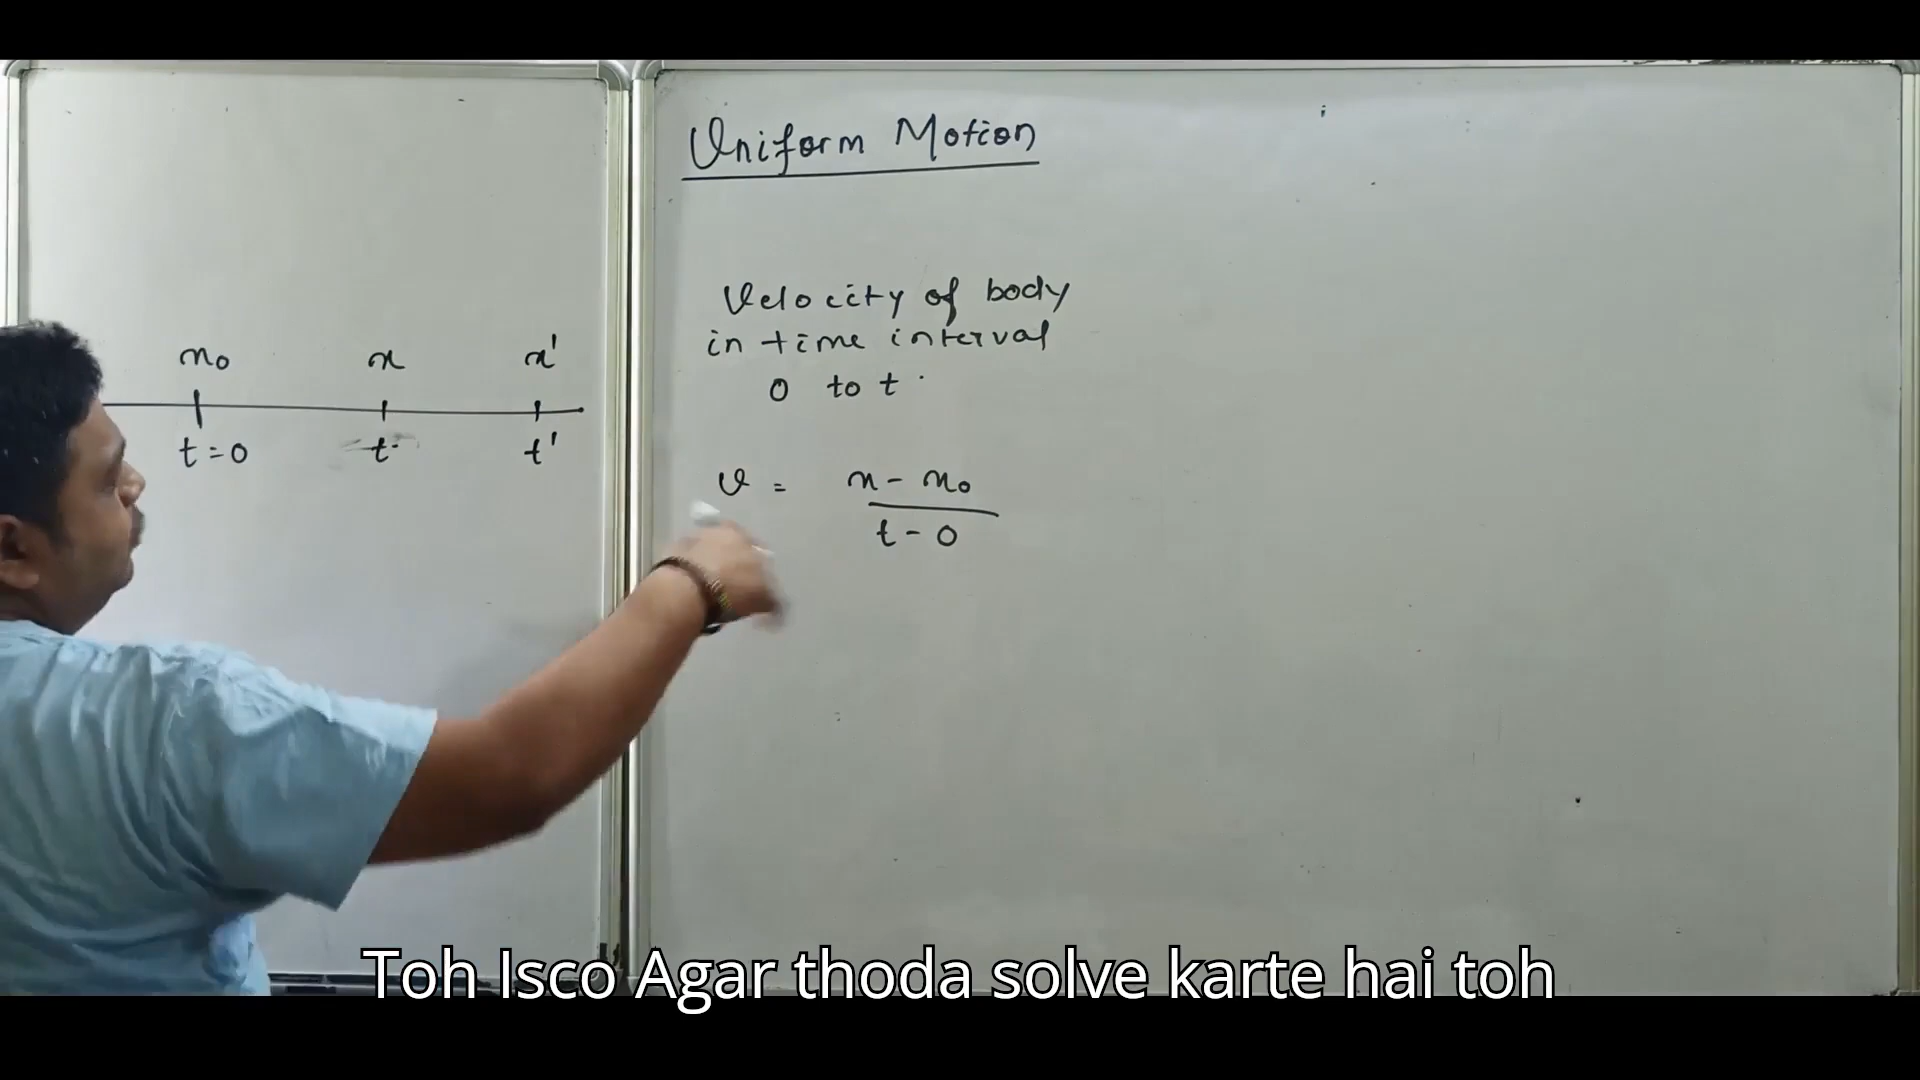 x₀ x x'
t=0 t t'
Uniform Motion
Velocity of body
in time interval
0 to t
v = x - x₀
t - 0
Toh Isco Agar thoda solve karte hai toh